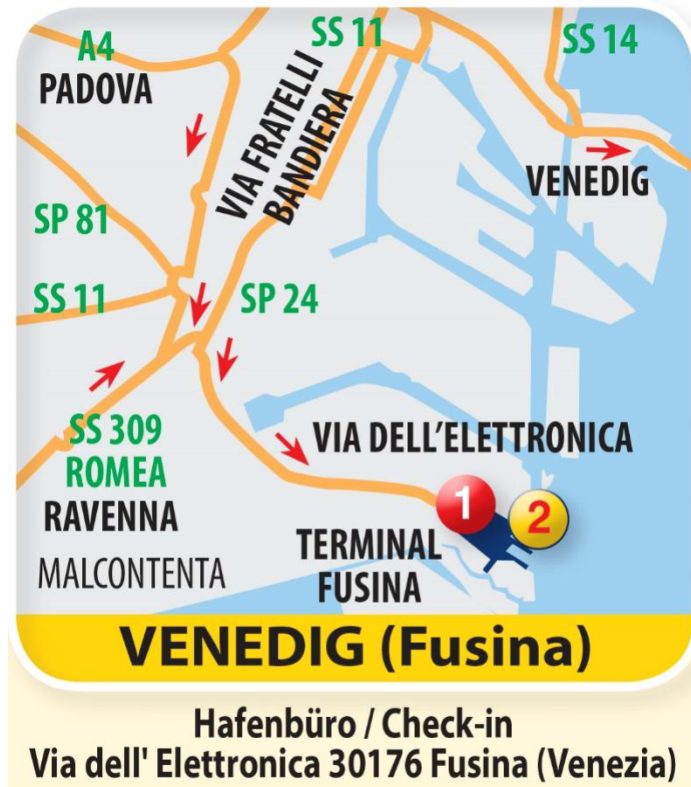 A4
PADOVA
SS 11
SS 14
VIA FRATELLI
BANDIERA
VENEDIG
SP 81
SS 11
SP 24
SS 309
ROMEA
RAVENNA
MALCONTENTA
VIA DELL'ELETTRONICA
1
2
TERMINAL
FUSINA
VENEDIG (Fusina)
Hafenbüro / Check-in
Via dell' Elettronica 30176 Fusina (Venezia)